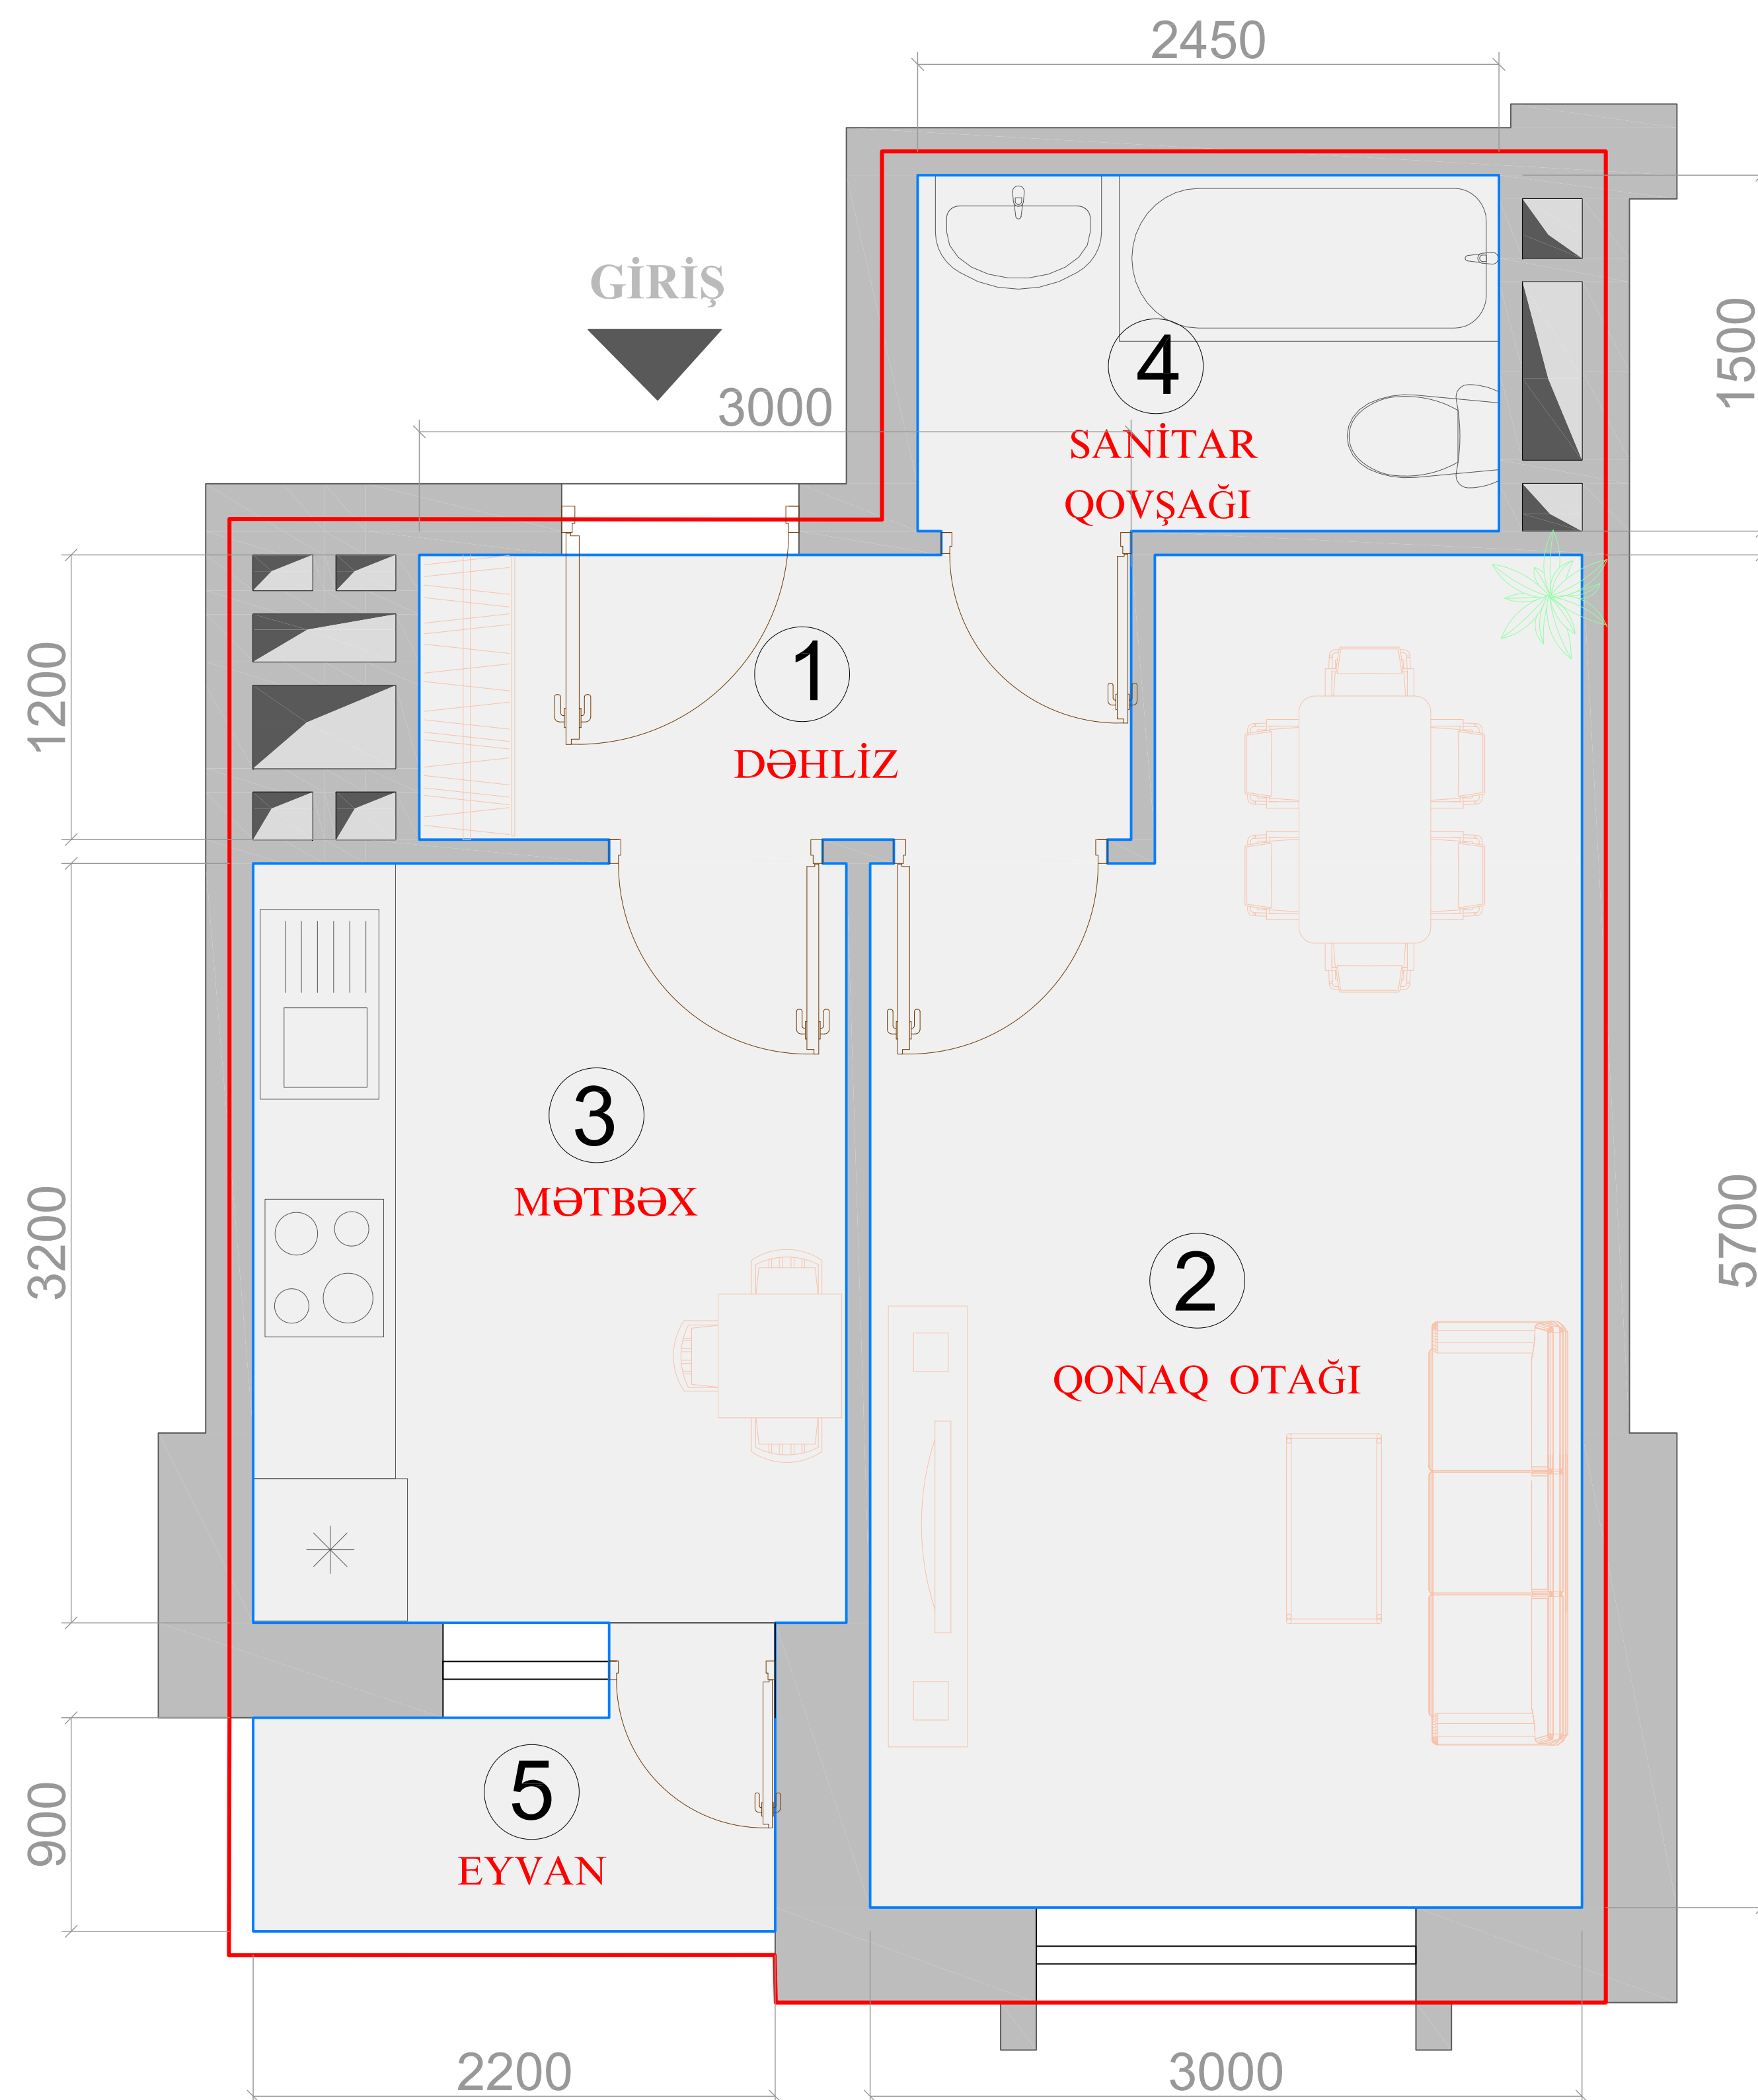 2450
GİRİŞ
3000
1500
4
SANİTAR
QOVŞAĞI
1200
1
DƏHLİZ
3
MƏTBƏX
3200
2
QONAQ OTAĞI
5700
5
EYVAN
900
2200
3000